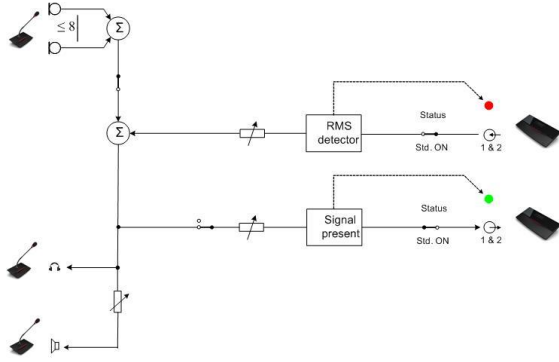 ≤ 8
Σ
Σ
RMS
detector
Status
Std. ON
1 & 2
Signal
present
Status
Std. ON
1 & 2